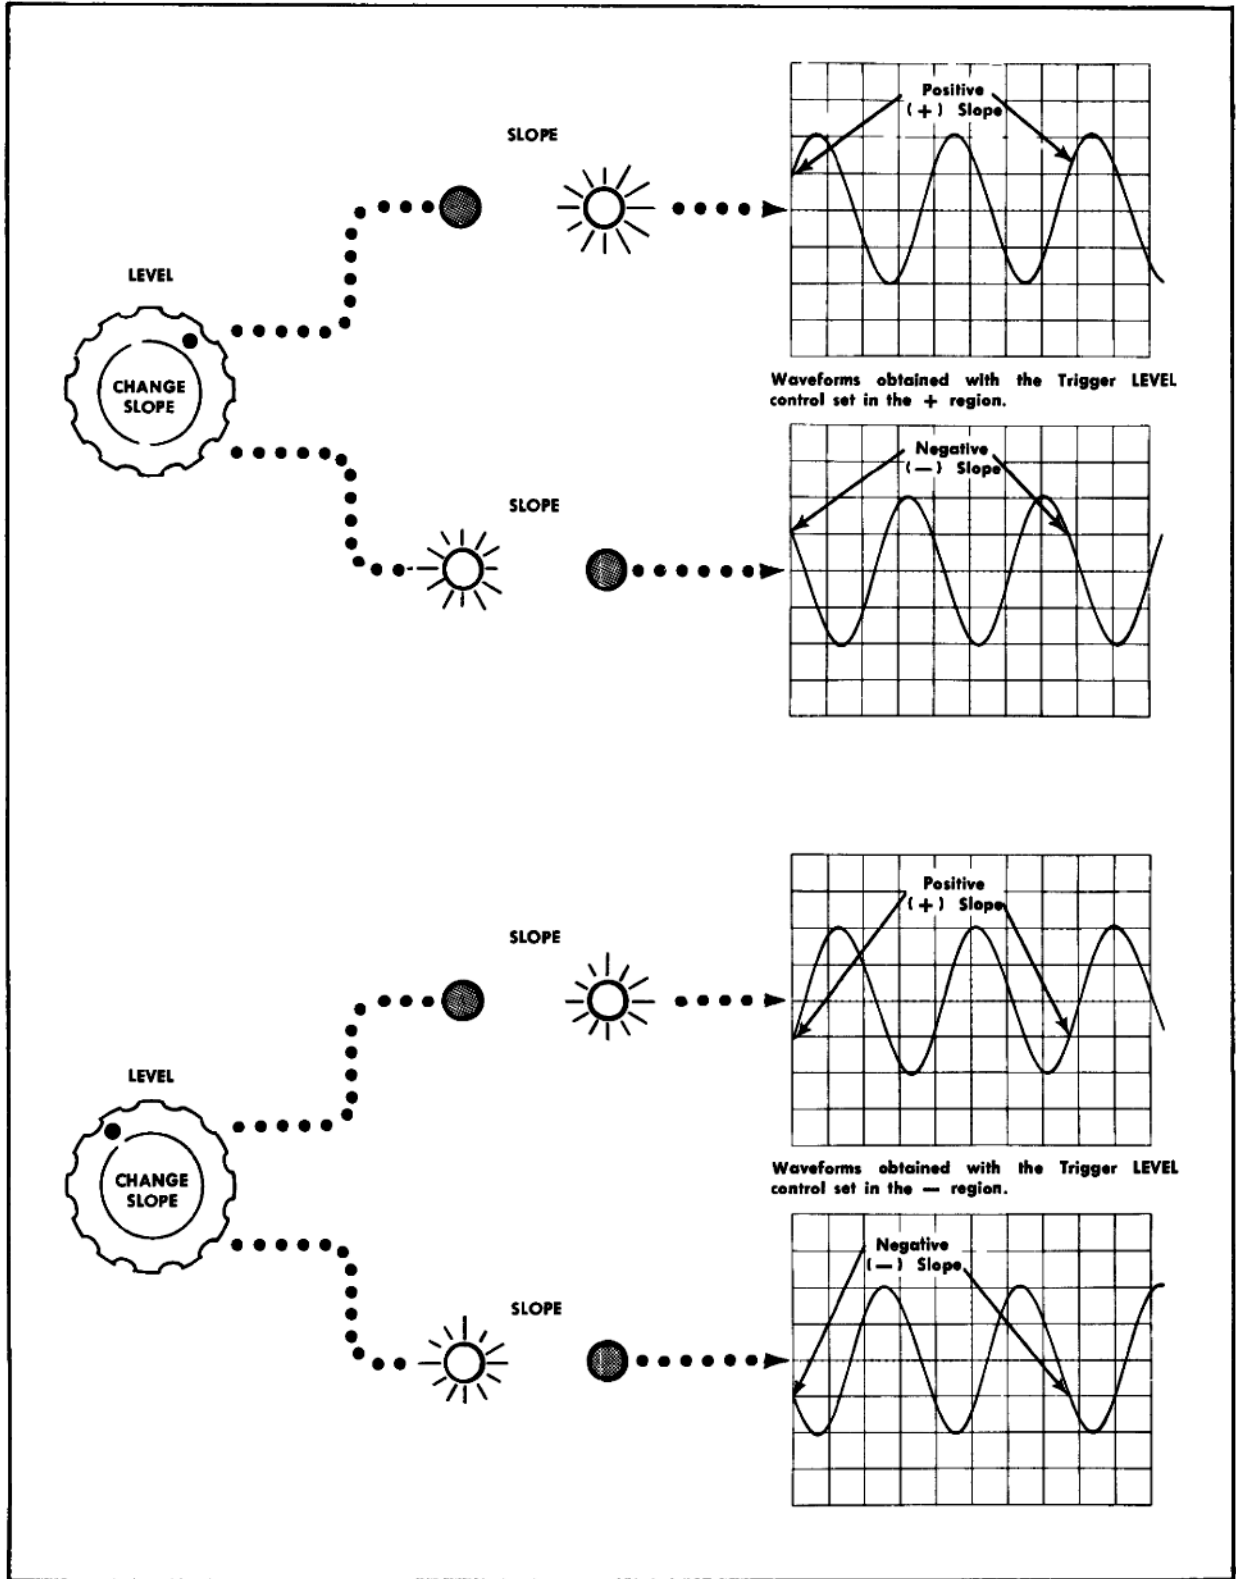 SLOPE
Positive
(+) Slope
LEVEL
CHANGE
SLOPE
Waveforms obtained with the Trigger LEVEL
control set in the + region.
SLOPE
Negative
(—) Slope
SLOPE
Positive
(+) Slope
LEVEL
CHANGE
SLOPE
Waveforms obtained with the Trigger LEVEL
control set in the — region.
SLOPE
Negative
(—) Slope